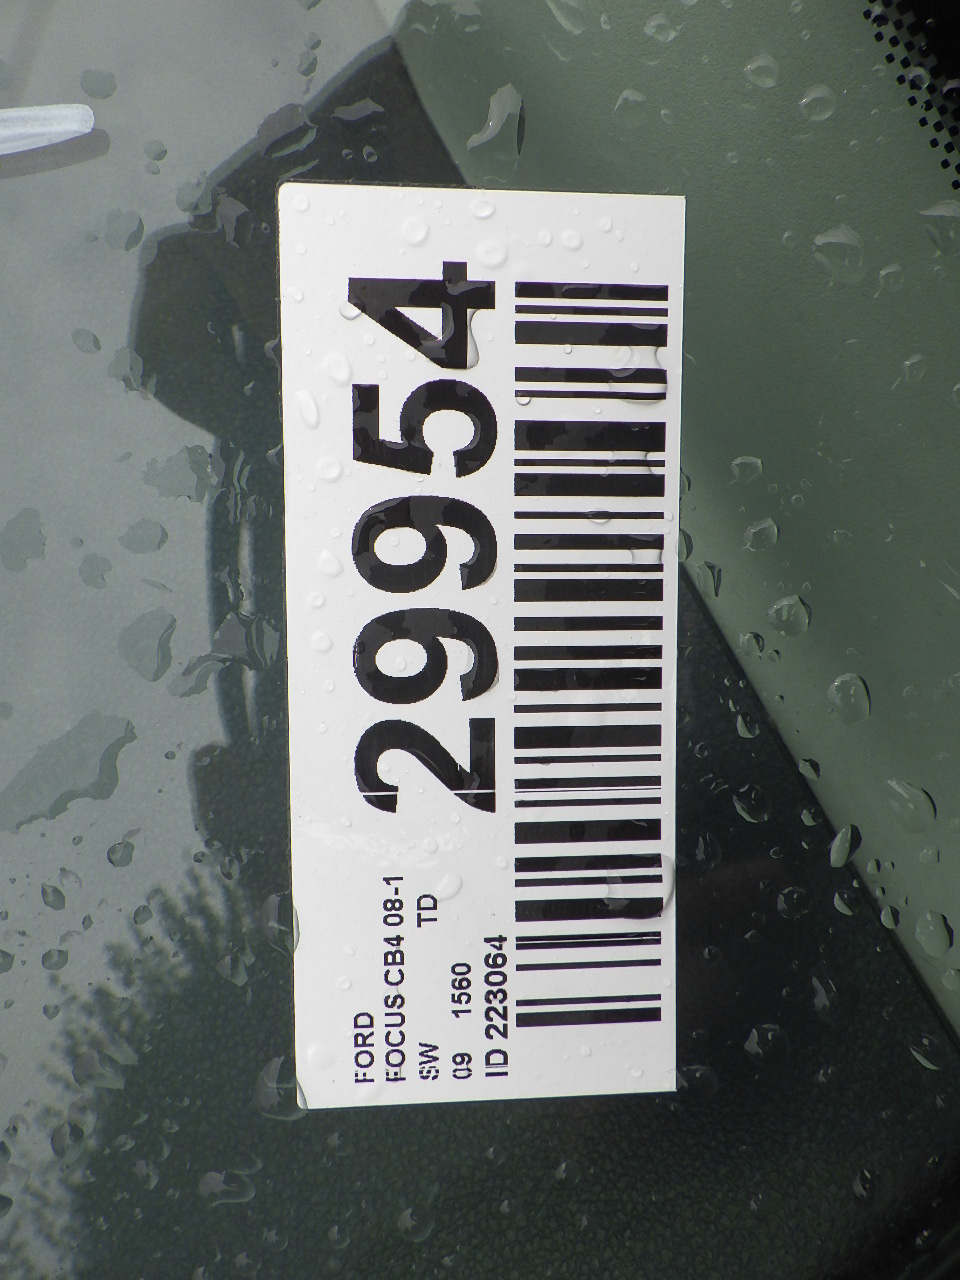 29954
FORD
FOCUS CB4 08-1
SW TD
09 1560
ID 223064